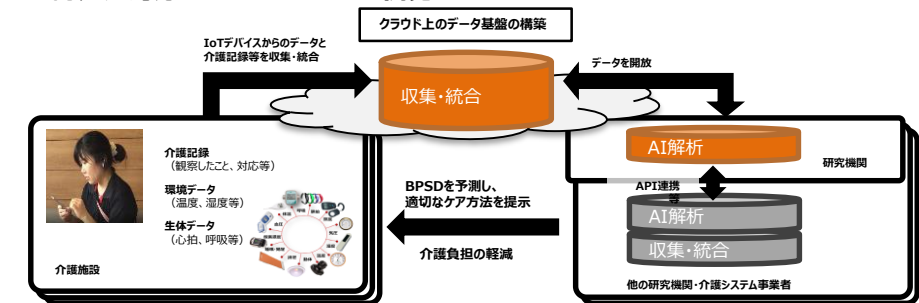 クラウド上のデータ基盤の構築
IoTデバイスからのデータと
介護記録等を収集・統合
データを開放
収集・統合
AI解析
研究機関
API連携
等
AI解析
収集・統合
他の研究機関・介護システム事業者
介護記録
（観察したこと、対応等）
環境データ
（温度、湿度等）
生体データ
（心拍、呼吸等）
介護施設
BPSDを予測し、
適切なケア方法を提示
介護負担の軽減